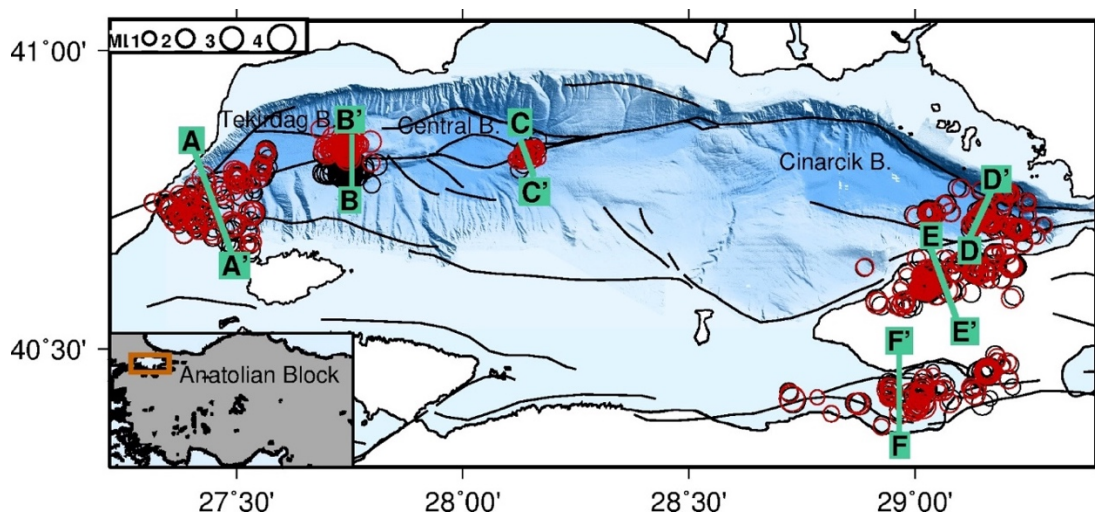 Ml 1 2 3 4
41°00'
40°30'
Tekirdag B.
B'
Central B.
C
A
B
C'
Cinarcik B.
D'
E
D
A'
E'
F'
F
Anatolian Block
27°30'
28°00'
28°30'
29°00'